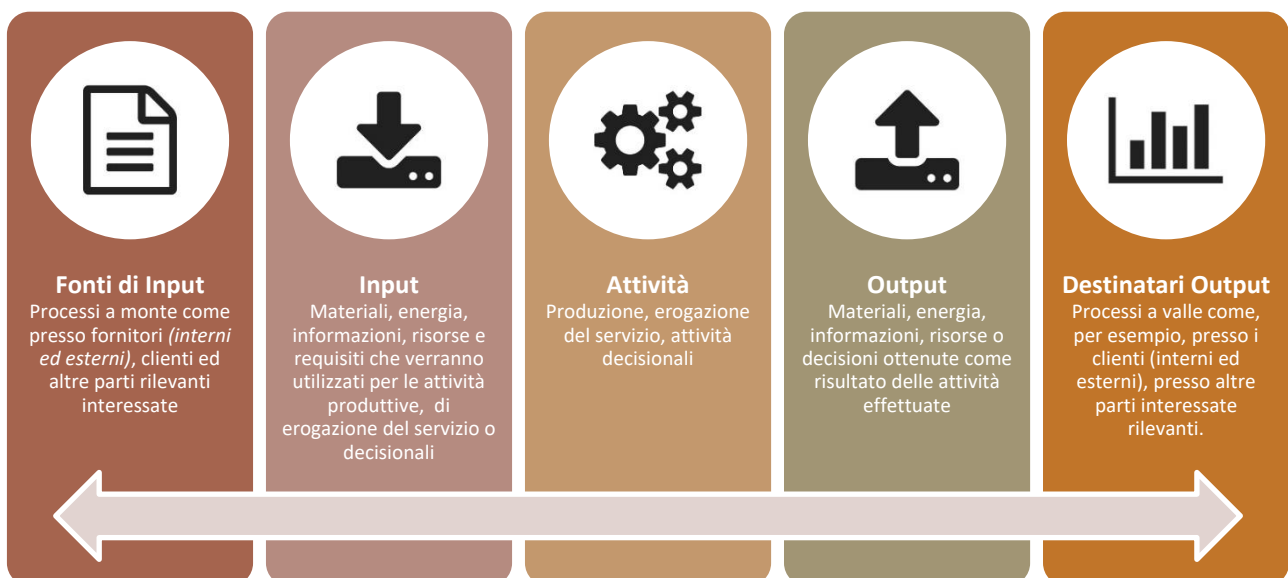 Fonti di Input
Processi a monte come
presso fornitori (interni
ed esterni), clienti ed
altre parti rilevanti
interessate
Input
Materiali, energia,
informazioni, risorse e
requisiti che verranno
utilizzati per le attività
produttive, di
erogazione del servizio o
decisionali
Attività
Produzione, erogazione
del servizio, attività
decisionali
Output
Materiali, energia,
informazioni, risorse o
decisioni ottenute come
risultato delle attività
effettuate
Destinatari Output
Processi a valle come,
per esempio, presso i
clienti (interni ed
esterni), presso altre
parti interessate
rilevanti.